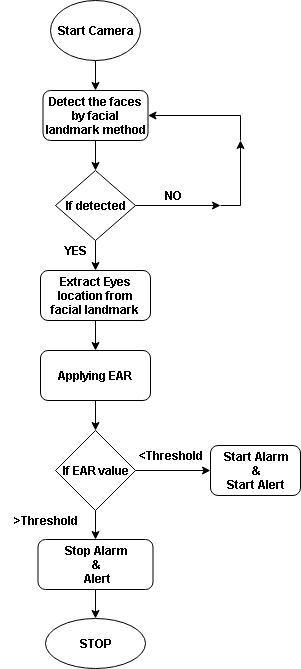 Start Camera
Detect the faces
by facial
landmark method
If detected
NO
YES
Extract Eyes
location from
facial landmark
Applying EAR
If EAR value
<Threshold
Start Alarm
&
Start Alert
>Threshold
Stop Alarm
&
Alert
STOP